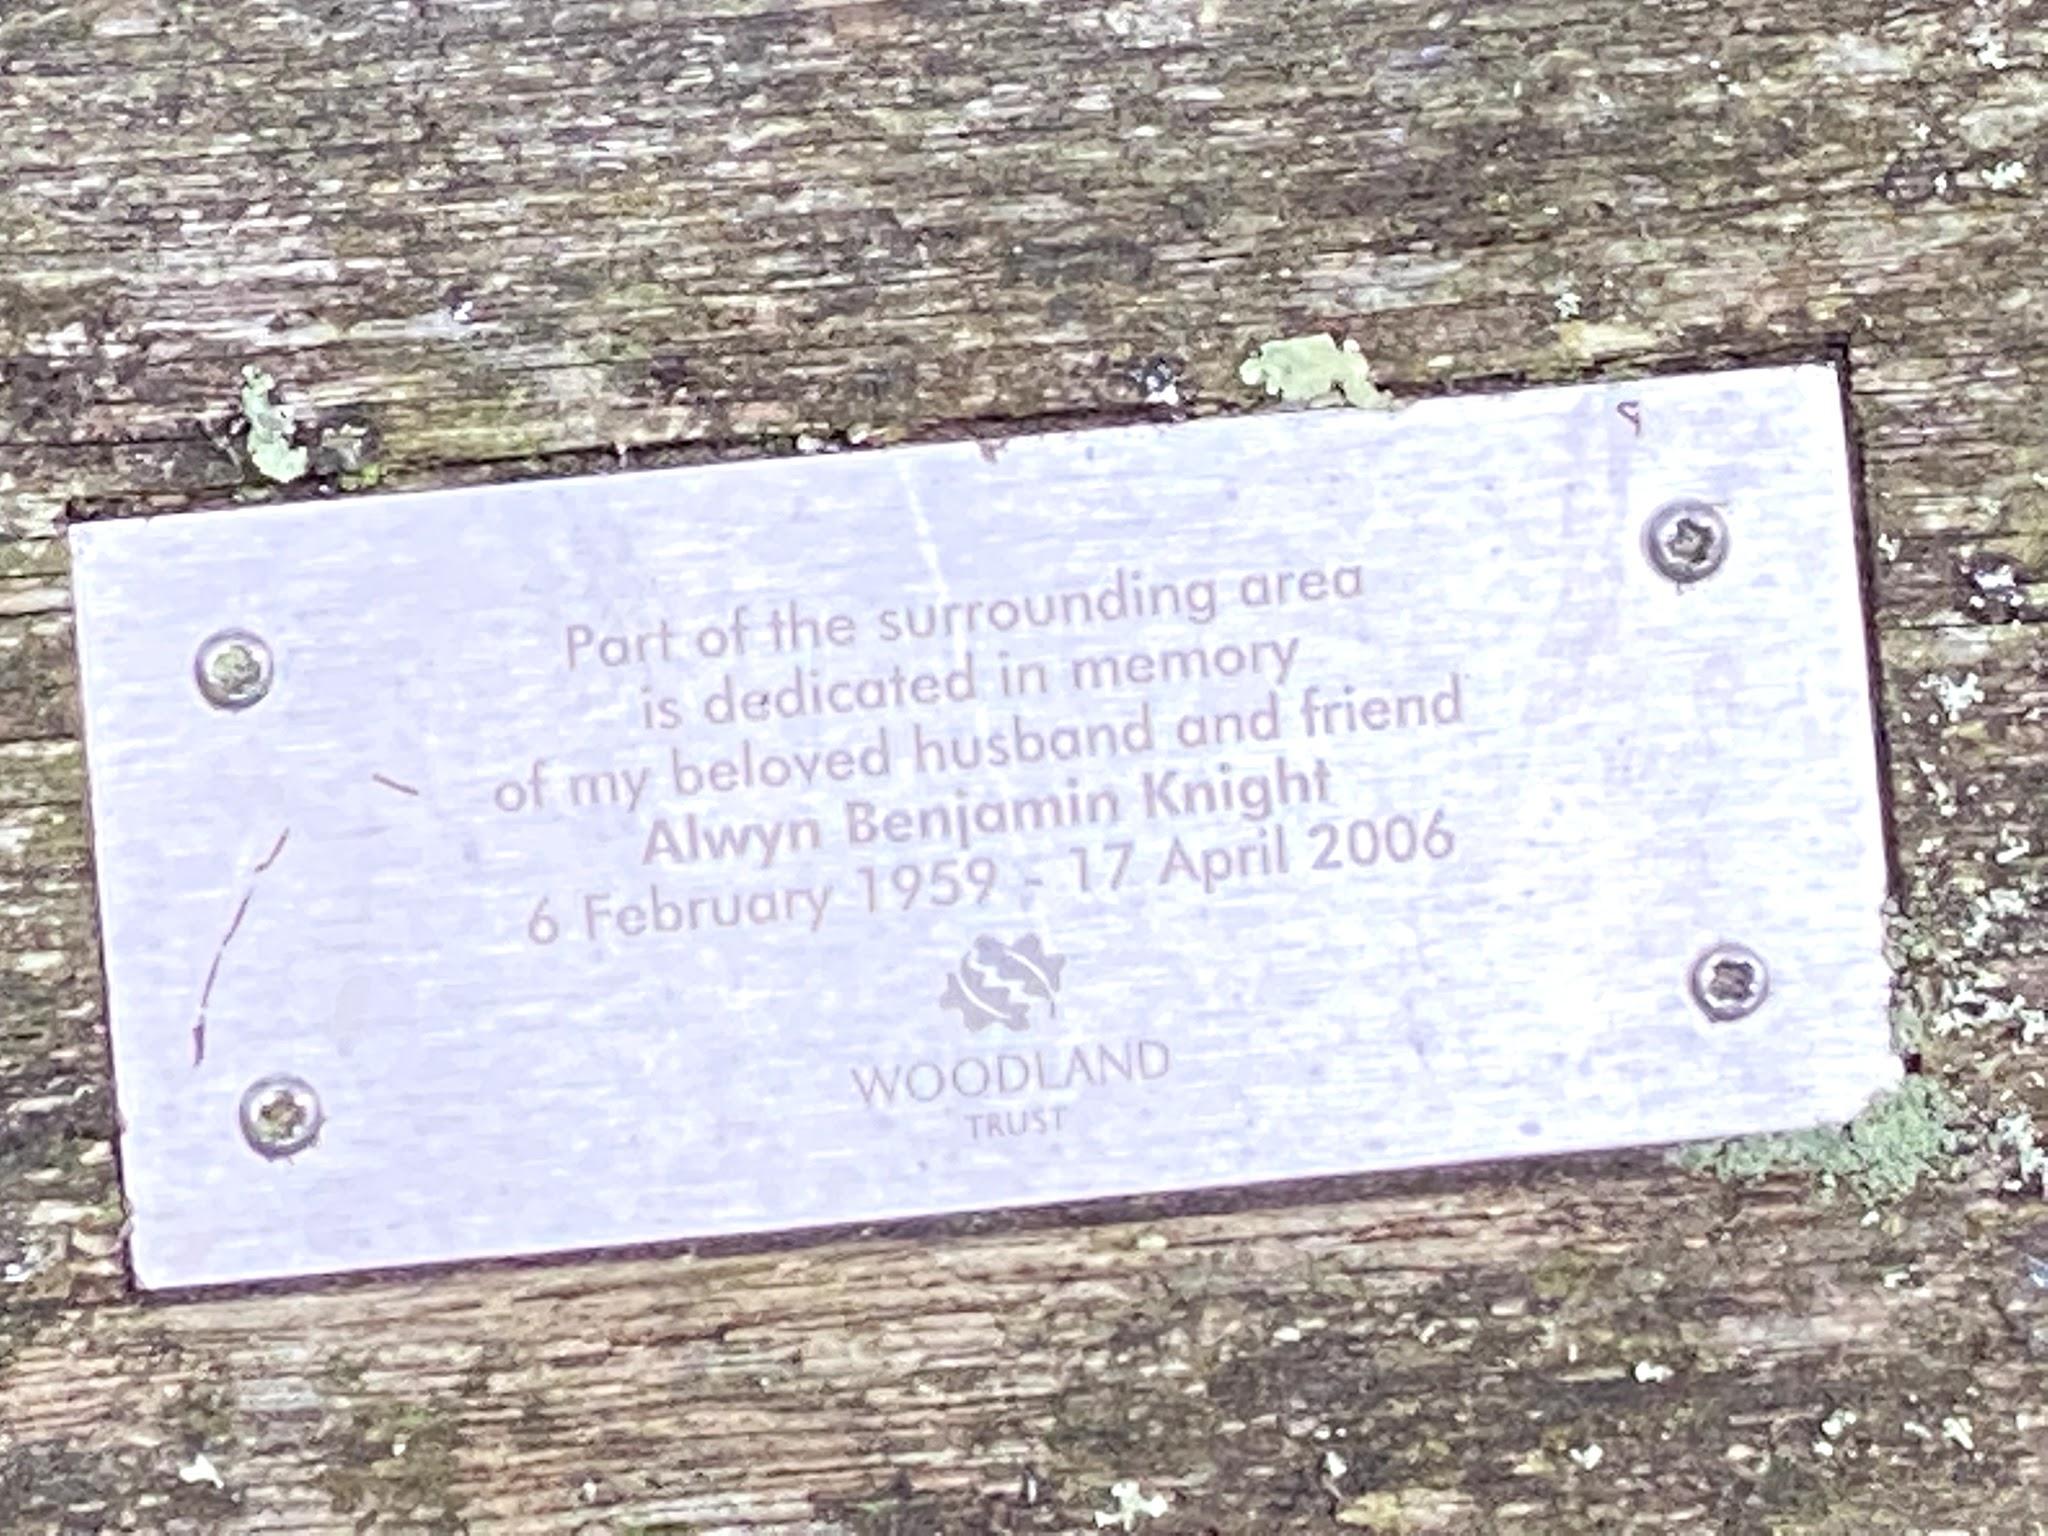 Part of the surrounding area
is dedicated in memory
of my beloved husband and friend
Alwyn Benjamin Knight
6 February 1959 - 17 April 2006
WOODLAND
TRUST